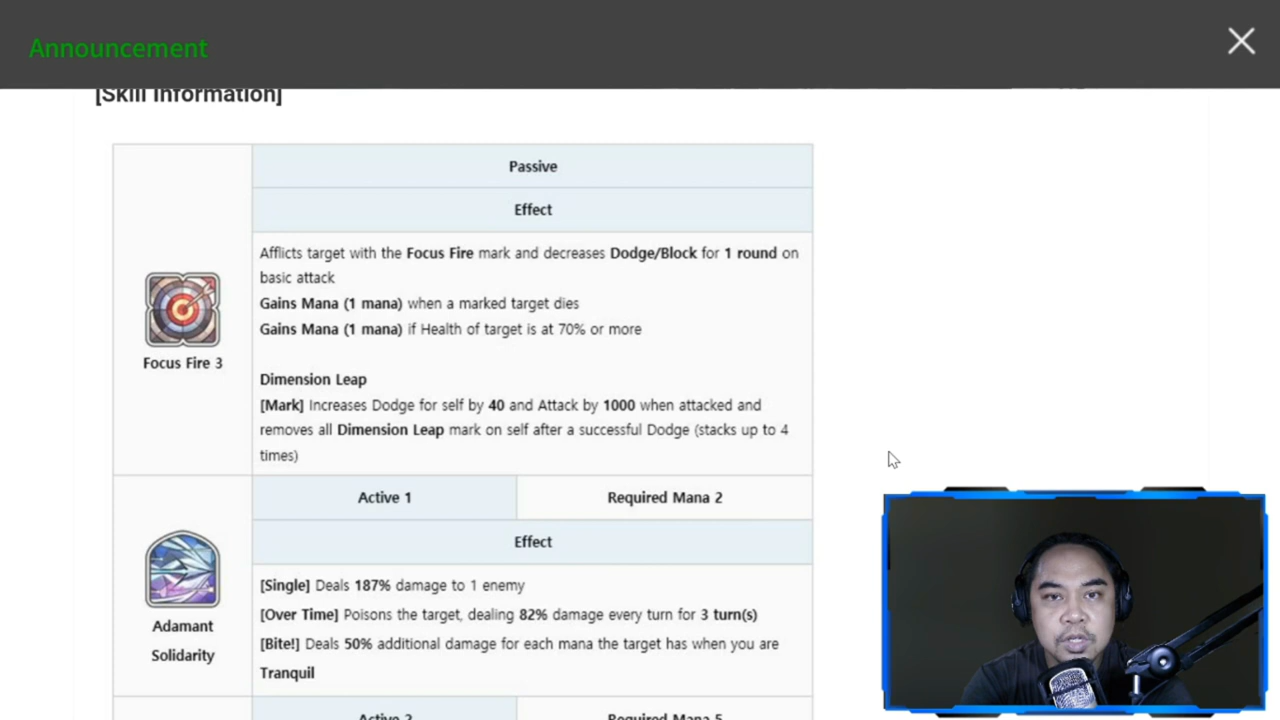 Announcement
[Skill Information]
Passive
Effect
Focus Fire 3
Afflicts target with the Focus Fire mark and decreases Dodge/Block for 1 round on
basic attack
Gains Mana (1 mana) when a marked target dies
Gains Mana (1 mana) if Health of target is at 70% or more
Dimension Leap
[Mark] Increases Dodge for self by 40 and Attack by 1000 when attacked and
removes all Dimension Leap mark on self after a successful Dodge (stacks up to 4
times)
Active 1
Required Mana 2
Effect
Adamant
Solidarity
[Single] Deals 187% damage to 1 enemy
[Over Time] Poisons the target, dealing 82% damage every turn for 3 turn(s)
[Bite!] Deals 50% additional damage for each mana the target has when you are
Tranquil
Active 2
Required Mana 5